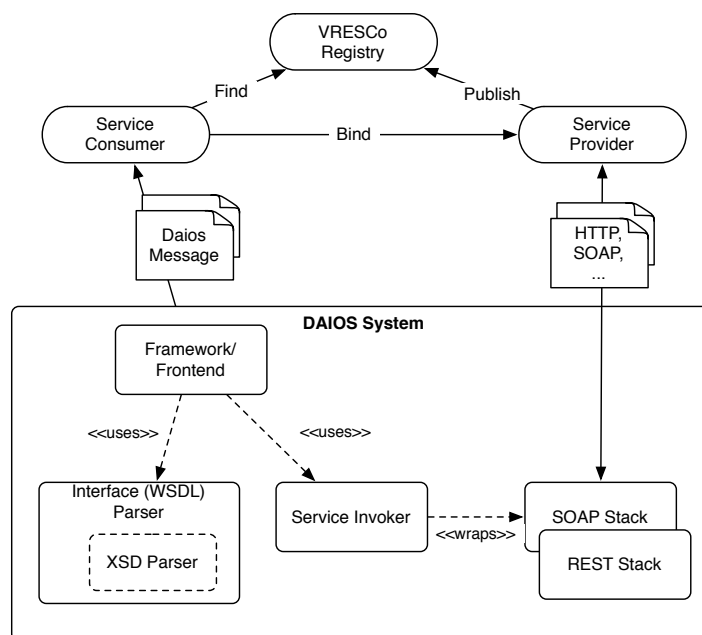 VRESCo
Registry
Find
Publish
Service
Consumer
Bind
Service
Provider
Daios
Message
HTTP,
SOAP,
...
DAIOS System
Framework/
Frontend
<<uses>>
<<uses>>
Interface (WSDL)
Parser
XSD Parser
Service Invoker
<<wraps>>
SOAP Stack
REST Stack